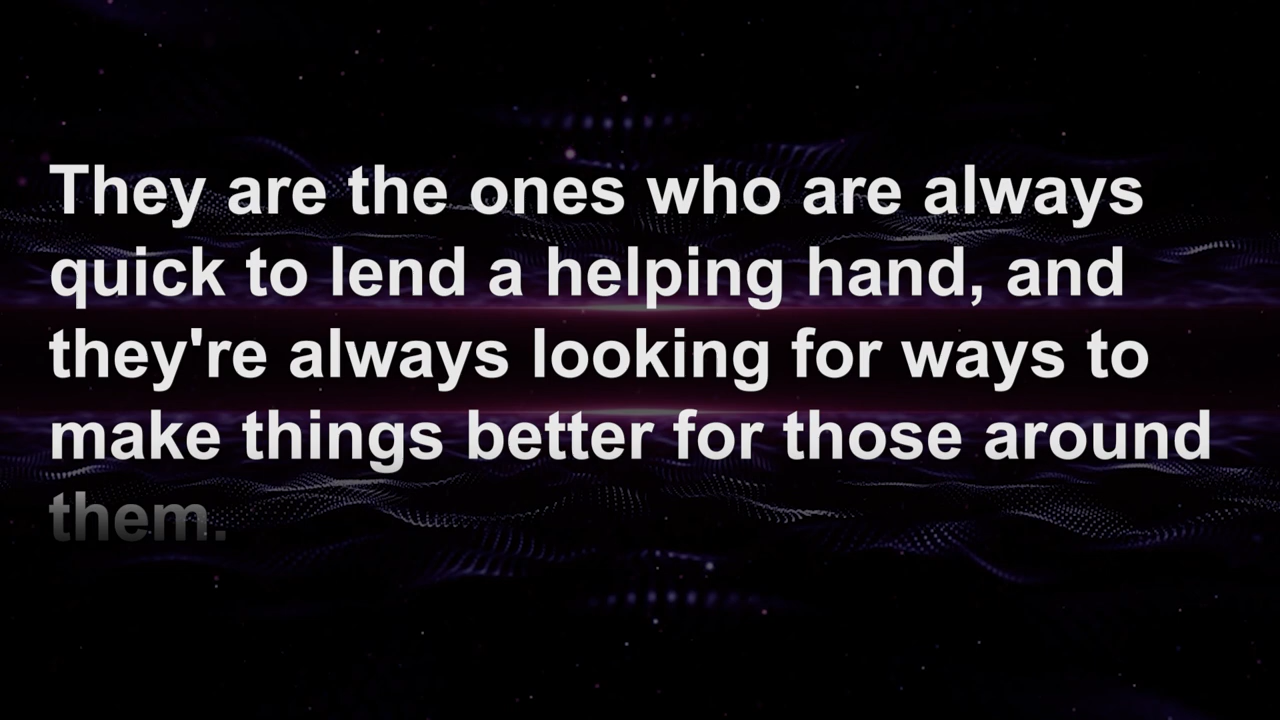 They are the ones who are always
quick to lend a helping hand, and
they're always looking for ways to
make things better for those around
them.